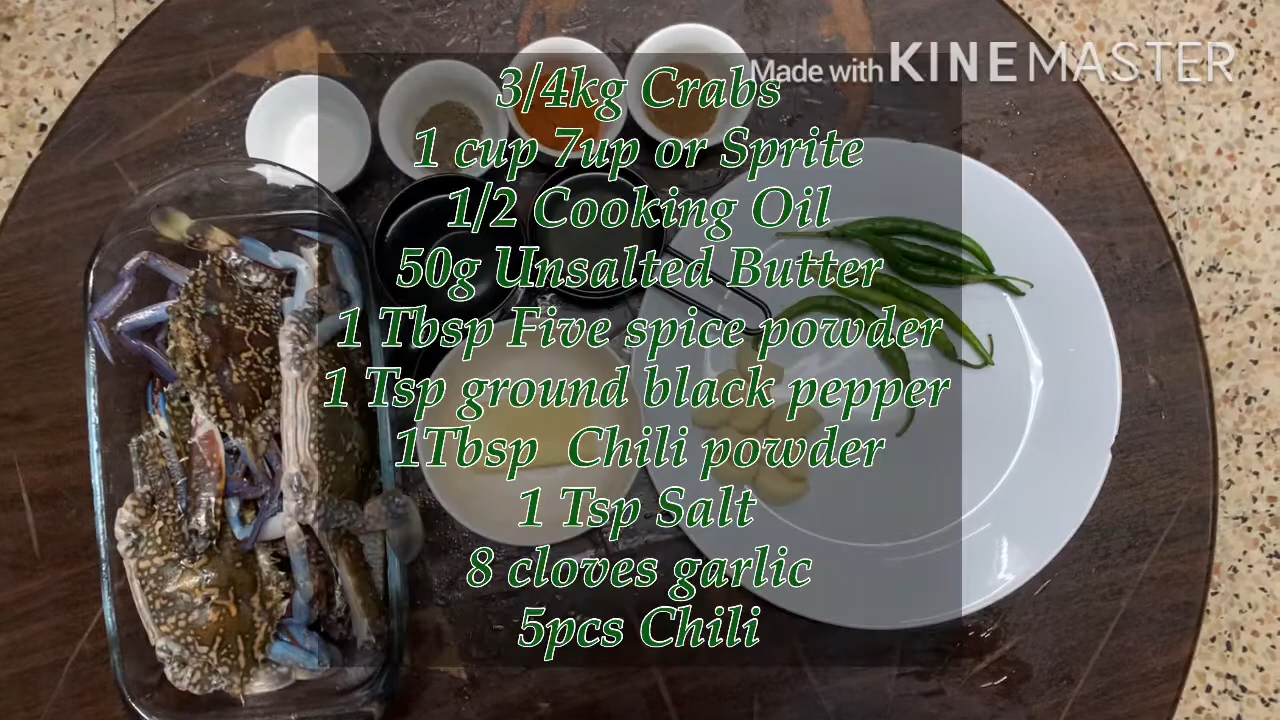 Made with KINEMASTER
3/4kg Crabs
1 cup 7up or Sprite
1/2 Cooking Oil
50g Unsalted Butter
1 Tbsp Five spice powder
1 Tsp ground black pepper
1Tbsp  Chili powder
1 Tsp Salt
8 cloves garlic
5pcs Chili